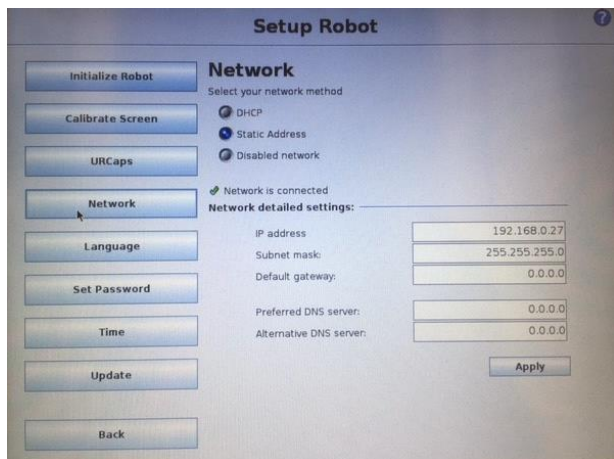 Setup Robot
?
Initialize Robot
Calibrate Screen
URCaps
Network
Language
Set Password
Time
Update
Back
Network
Select your network method
DHCP
Static Address
Disabled network
Network is connected
Network detailed settings:
IP address 192.168.0.27
Subnet mask: 255.255.255.0
Default gateway: 0.0.0.0
Preferred DNS server: 0.0.0.0
Alternative DNS server: 0.0.0.0
Apply